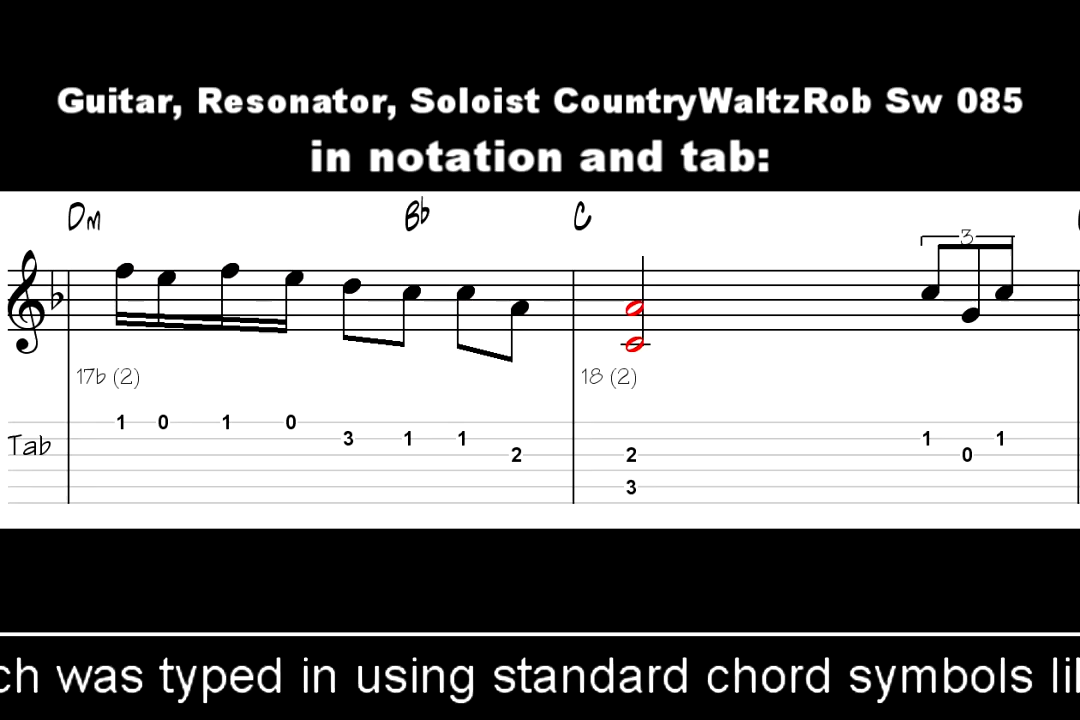 Guitar, Resonator, Soloist CountryWaltzRob Sw 085
in notation and tab:
Dm Bb C
3
17b (2) 18 (2)
1 0 1 0
Tab 3 1 1 1 1
2 2 0
3
ch was typed in using standard chord symbols li